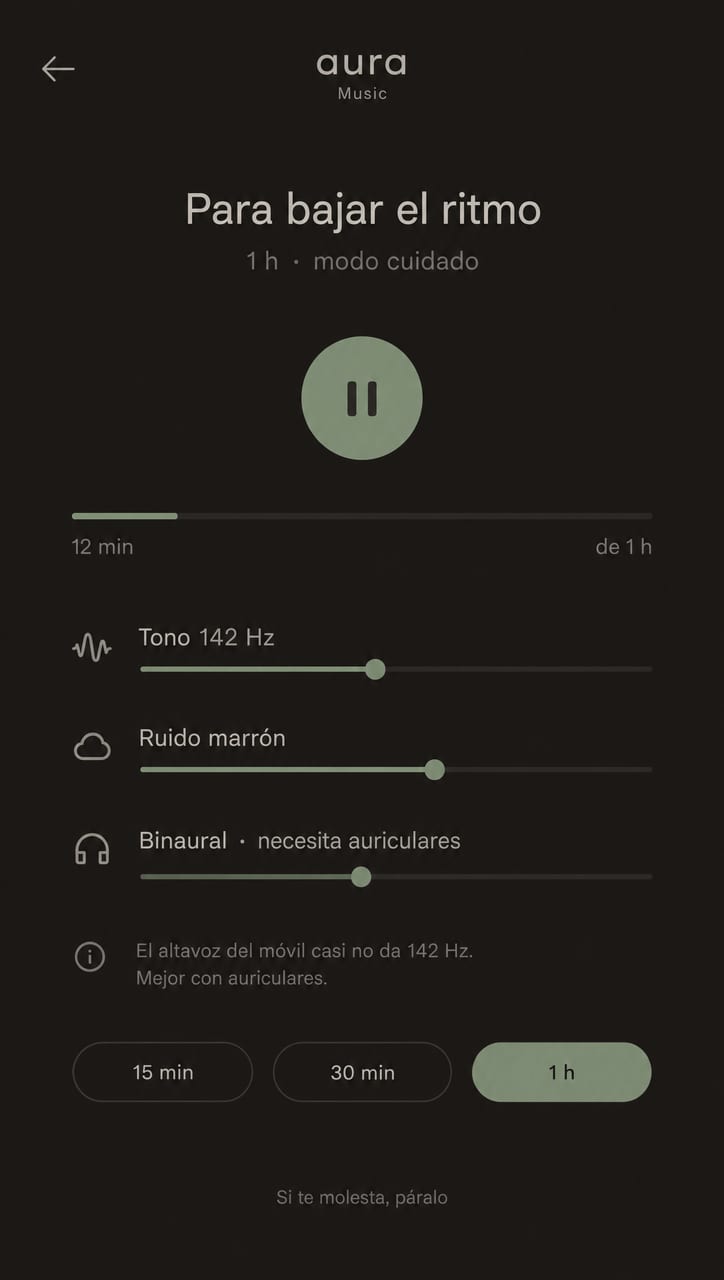 aura
Music
Para bajar el ritmo
1 h · modo cuidado
12 min
de 1 h
Tono 142 Hz
Ruido marrón
Binaural · necesita auriculares
El altavoz del móvil casi no da 142 Hz.
Mejor con auriculares.
15 min
30 min
1 h
Si te molesta, páralo